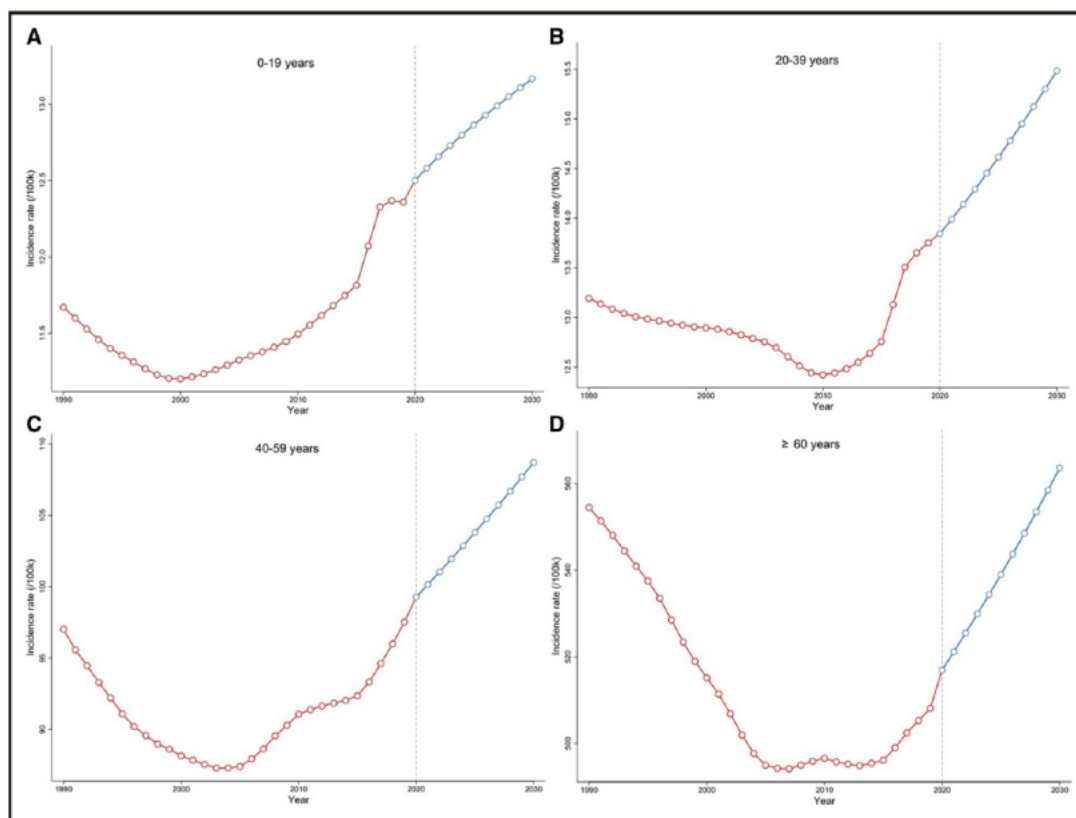 A
0-19 years
Incidence rate (/100k)
13.0
12.5
12.0
11.5
1990
2000
2010
2020
2030
Year
B
20-39 years
Incidence rate (/100k)
15.5
15.0
14.5
14.0
13.5
13.0
12.5
1990
2000
2010
2020
2030
Year
C
40-59 years
Incidence rate (/100k)
110
105
100
95
90
1990
2000
2010
2020
2030
Year
D
≥ 60 years
Incidence rate (/100k)
560
540
520
500
1990
2000
2010
2020
2030
Year